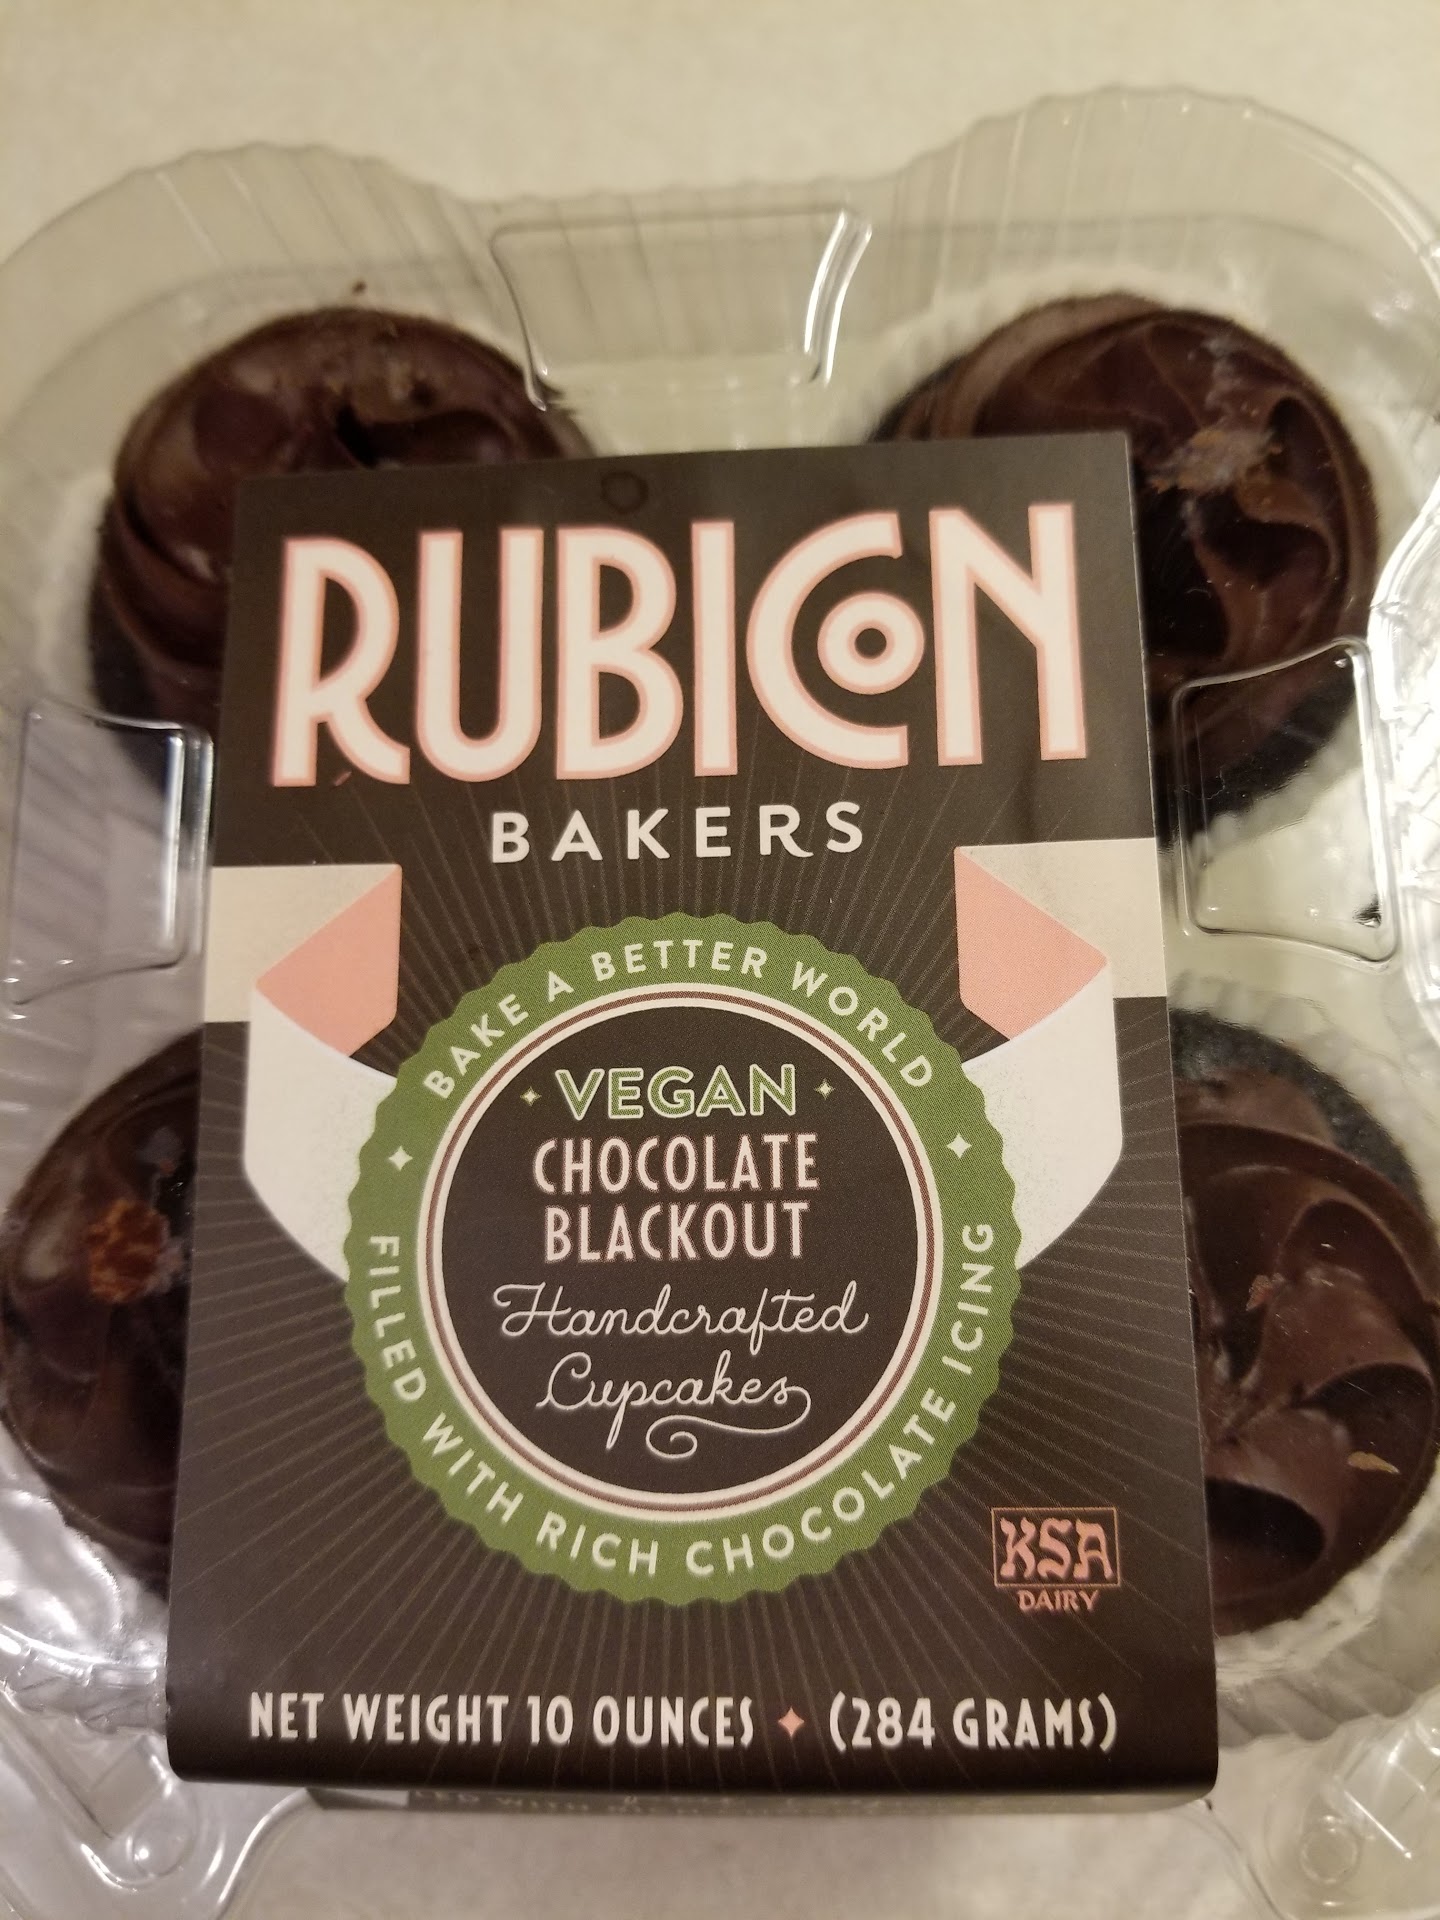 RUBICON
BAKERS
BAKE A BETTER WORLD
VEGAN
CHOCOLATE
BLACKOUT
Handcrafted
Cupcakes
FILLED WITH RICH CHOCOLATE ICING
KSA
DAIRY
NET WEIGHT 10 OUNCES (284 GRAMS)